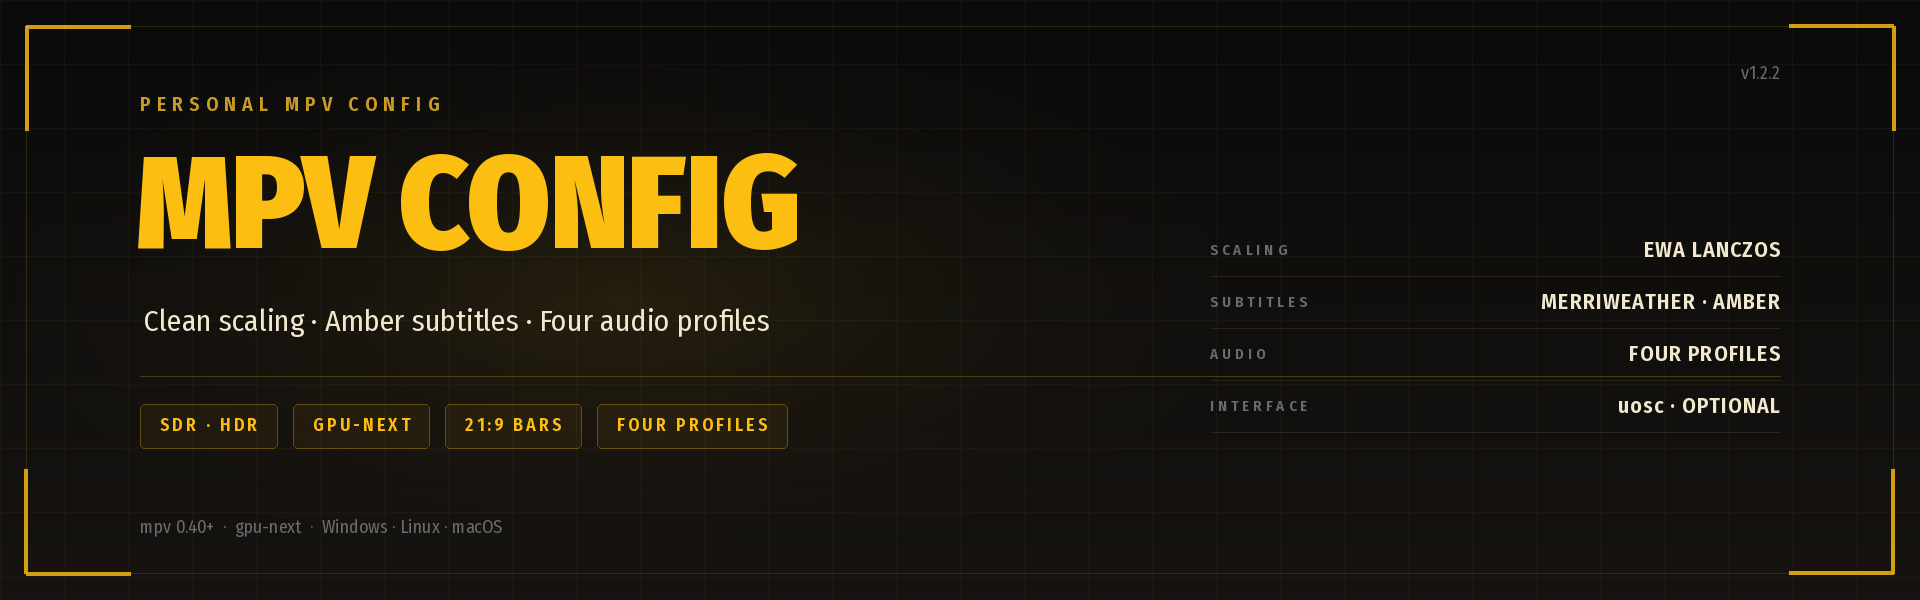 v1.2.2
PERSONAL MPV CONFIG
MPV CONFIG
Clean scaling · Amber subtitles · Four audio profiles
SDR · HDR GPU-NEXT 21:9 BARS FOUR PROFILES
mpv 0.40+ · gpu-next · Windows · Linux · macOS
SCALING EWA LANCZOS
SUBTITLES MERRIWEATHER · AMBER
AUDIO FOUR PROFILES
INTERFACE uosc · OPTIONAL